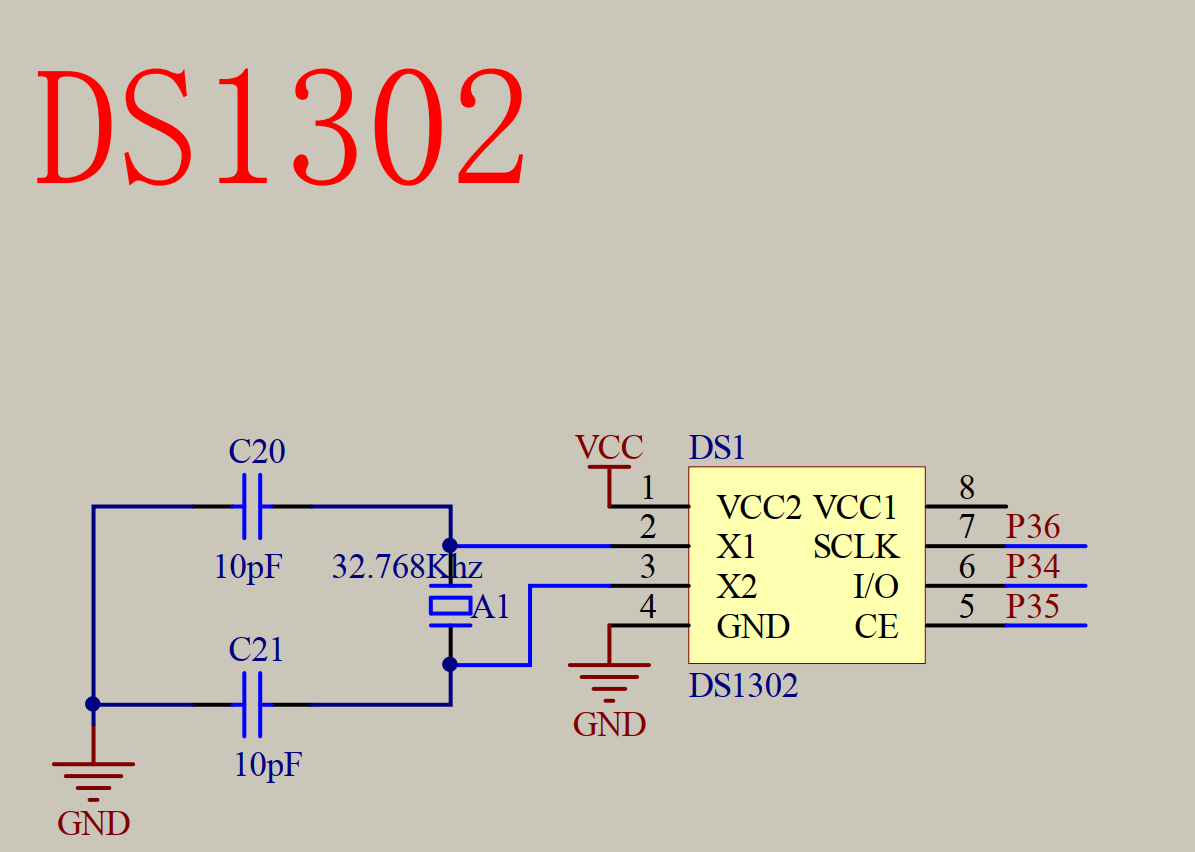 DS1302
C20
10pF
32.768Khz
A1
C21
10pF
GND
VCC
GND
DS1
1
2
3
4
VCC2 VCC1
X1 SCLK
X2 I/O
GND CE
8
7 P36
6 P34
5 P35
DS1302